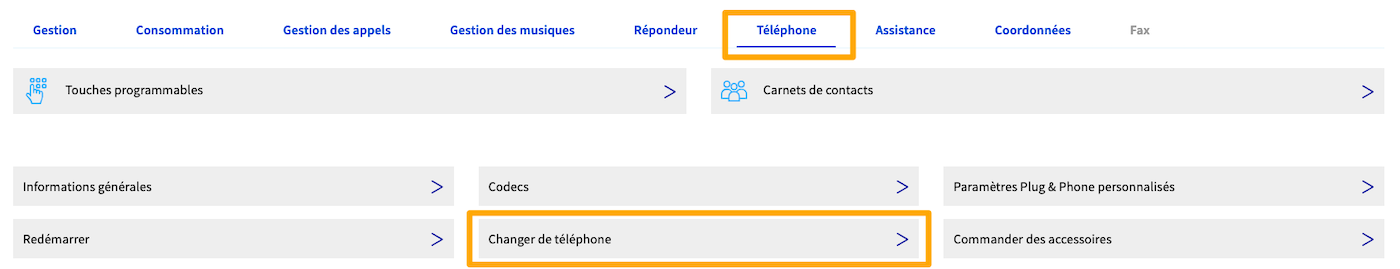 Gestion Consommation Gestion des appels Gestion des musiques Répondeur Téléphone Assistance Coordonnées Fax
Touches programmables Carnets de contacts
Informations générales Codecs Paramètres Plug & Phone personnalisés
Redémarrer Changer de téléphone Commander des accessoires